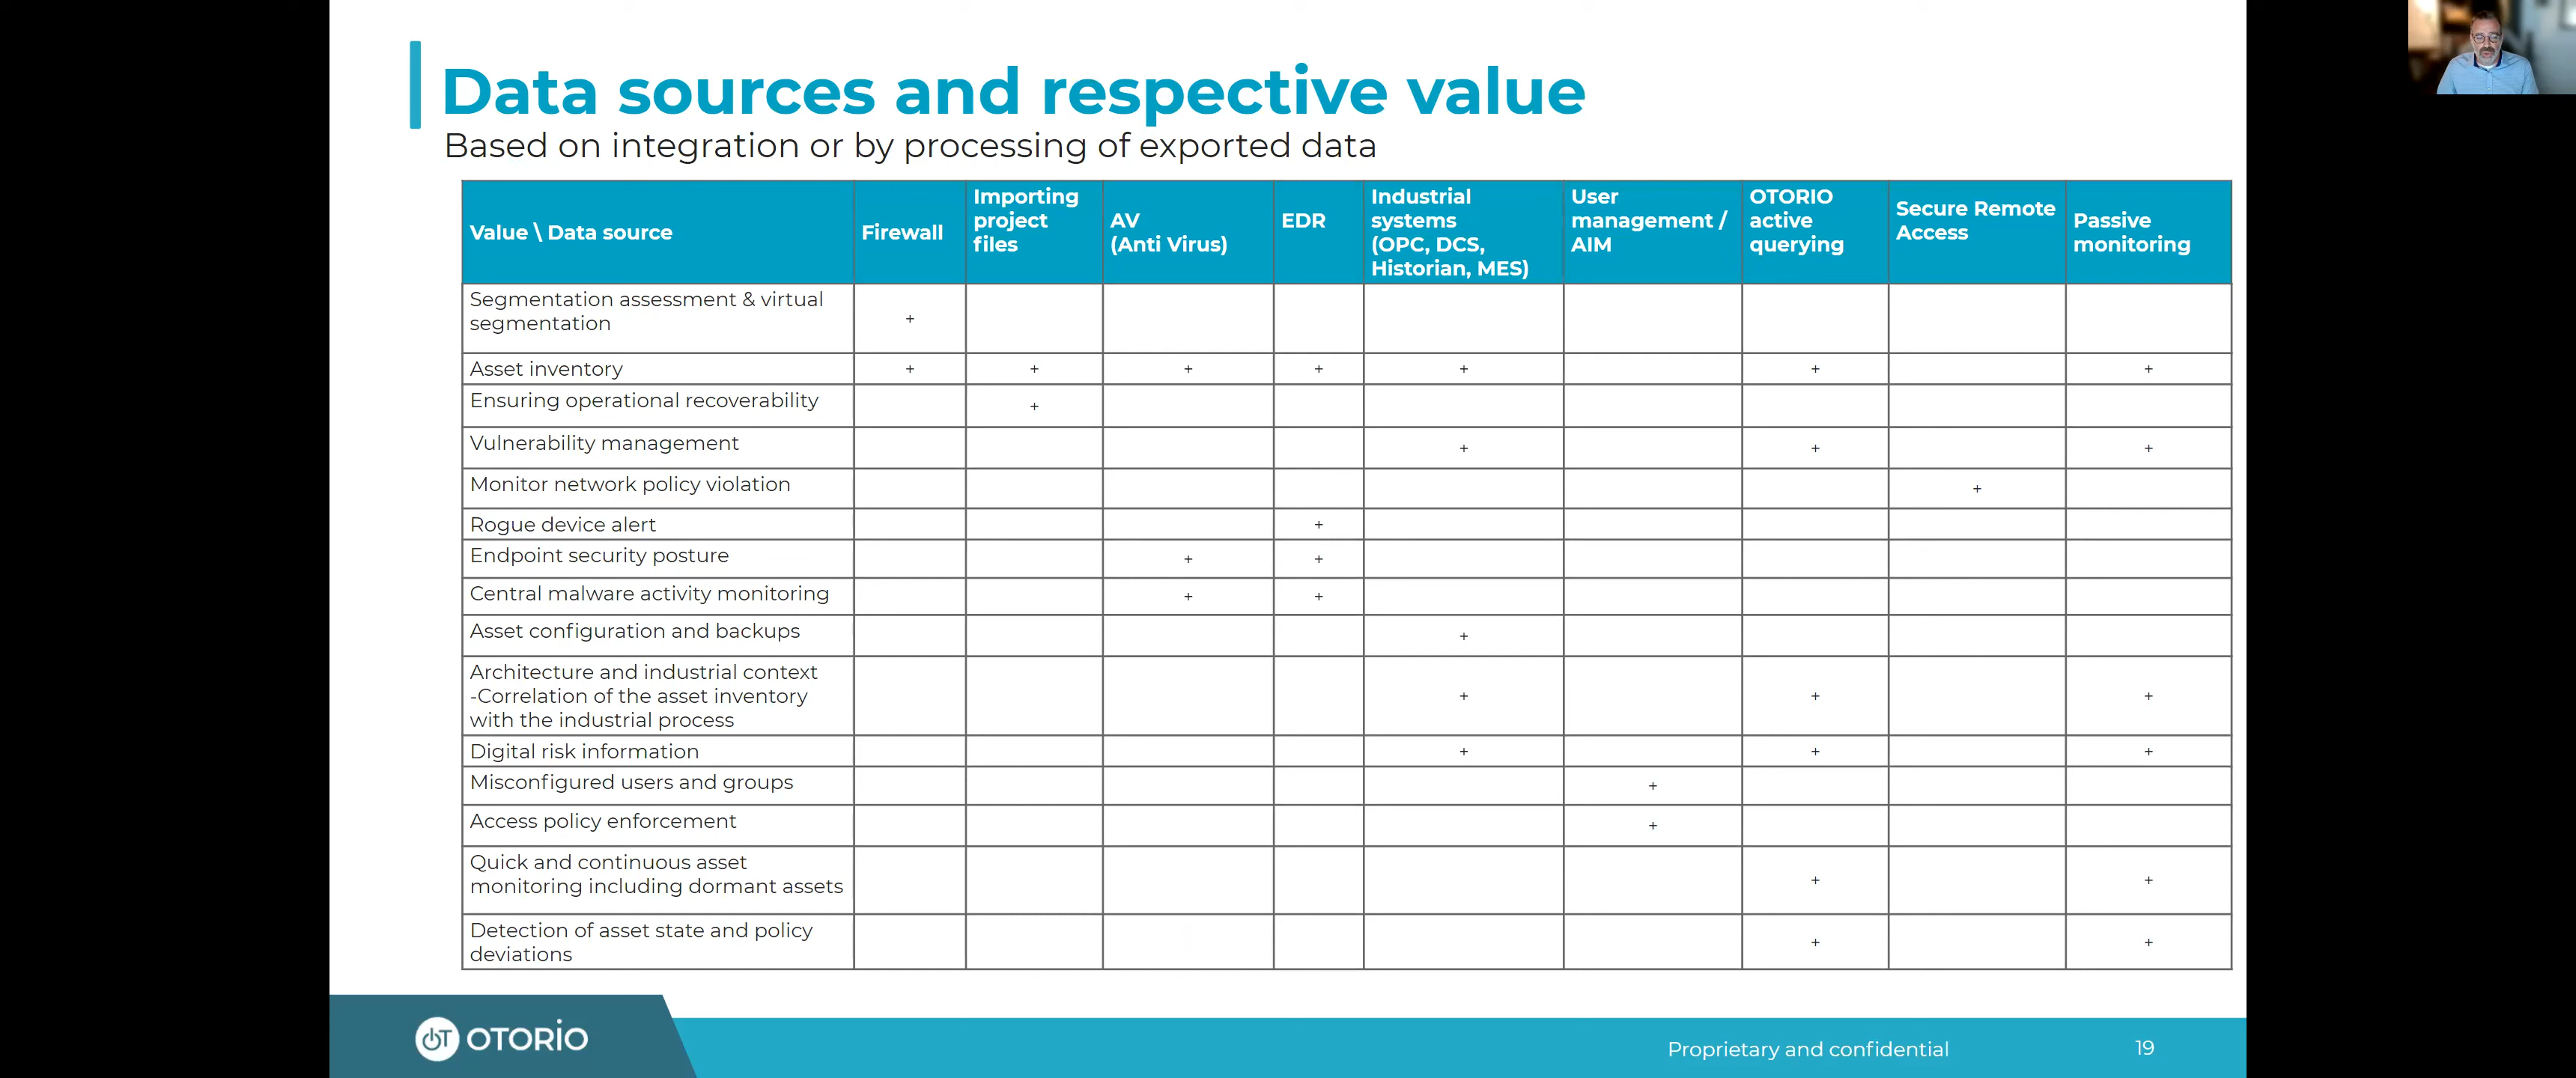 Data sources and respective value
Based on integration or by processing of exported data
Value \ Data source
Firewall
Importing
project
files
AV
(Anti Virus)
EDR
Industrial
systems
(OPC, DCS,
Historian, MES)
User
management /
AIM
OTORIO
active
querying
Secure Remote
Access
Passive
monitoring
Segmentation assessment & virtual
segmentation
+
Asset inventory
+ + + + + + +
Ensuring operational recoverability
+
Vulnerability management
+ + +
Monitor network policy violation
+
Rogue device alert
+
Endpoint security posture
+ +
Central malware activity monitoring
+ +
Asset configuration and backups
+
Architecture and industrial context
-Correlation of the asset inventory
with the industrial process
+ + +
Digital risk information
+ + +
Misconfigured users and groups
+
Access policy enforcement
+
Quick and continuous asset
monitoring including dormant assets
+ +
Detection of asset state and policy
deviations
+ +
OT OTORIO
Proprietary and confidential
19